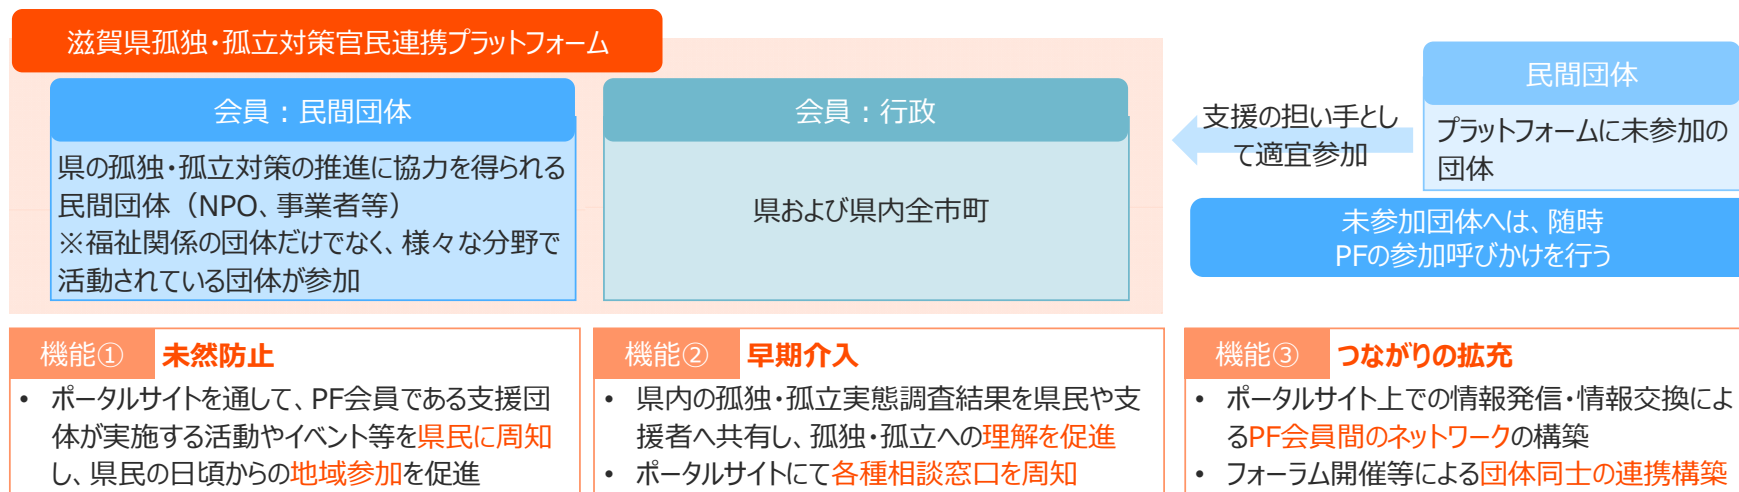 滋賀県孤独・孤立対策官民連携プラットフォーム
会員：民間団体
県の孤独・孤立対策の推進に協力を得られる
民間団体（NPO、事業者等）
※福祉関係の団体だけでなく、様々な分野で
活動されている団体が参加
会員：行政
県および県内全市町
支援の担い手とし
て適宜参加
民間団体
プラットフォームに未参加の
団体
未参加団体へは、随時
PFの参加呼びかけを行う
機能① 未然防止
• ポータルサイトを通して、PF会員である支援団
体が実施する活動やイベント等を県民に周知
し、県民の日頃からの地域参加を促進
機能② 早期介入
• 県内の孤独・孤立実態調査結果を県民や支
援者へ共有し、孤独・孤立への理解を促進
• ポータルサイトにて各種相談窓口を周知
機能③ つながりの拡充
• ポータルサイト上での情報発信・情報交換によ
るPF会員間のネットワークの構築
• フォーラム開催等による団体同士の連携構築